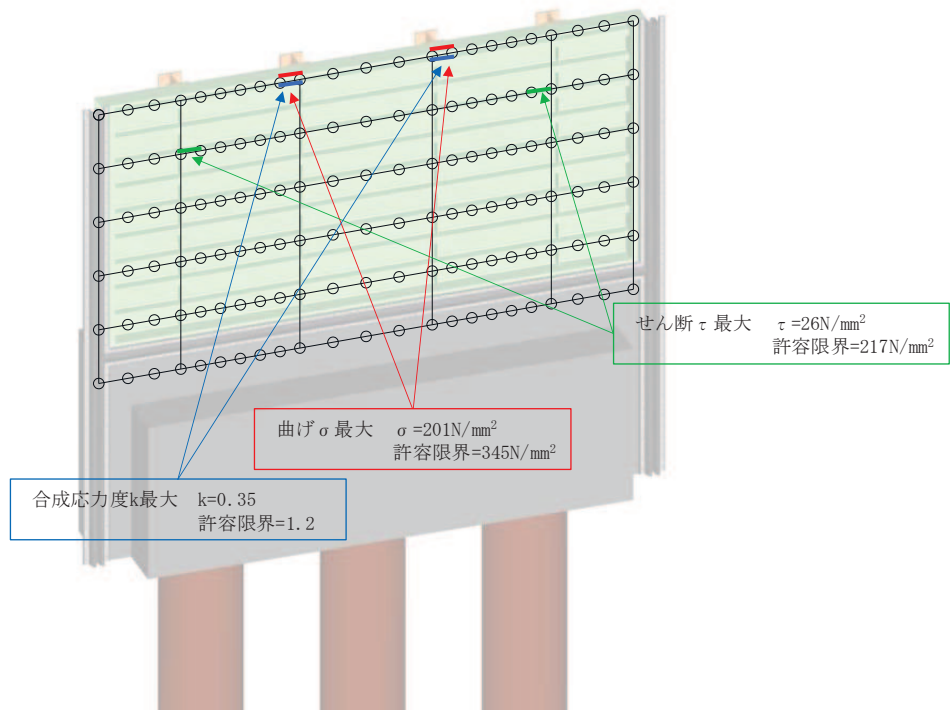 せん断τ最大 τ=26N/mm²
許容限界=217N/mm²
曲げσ最大 σ=201N/mm²
許容限界=345N/mm²
合成応力度k最大 k=0.35
許容限界=1.2